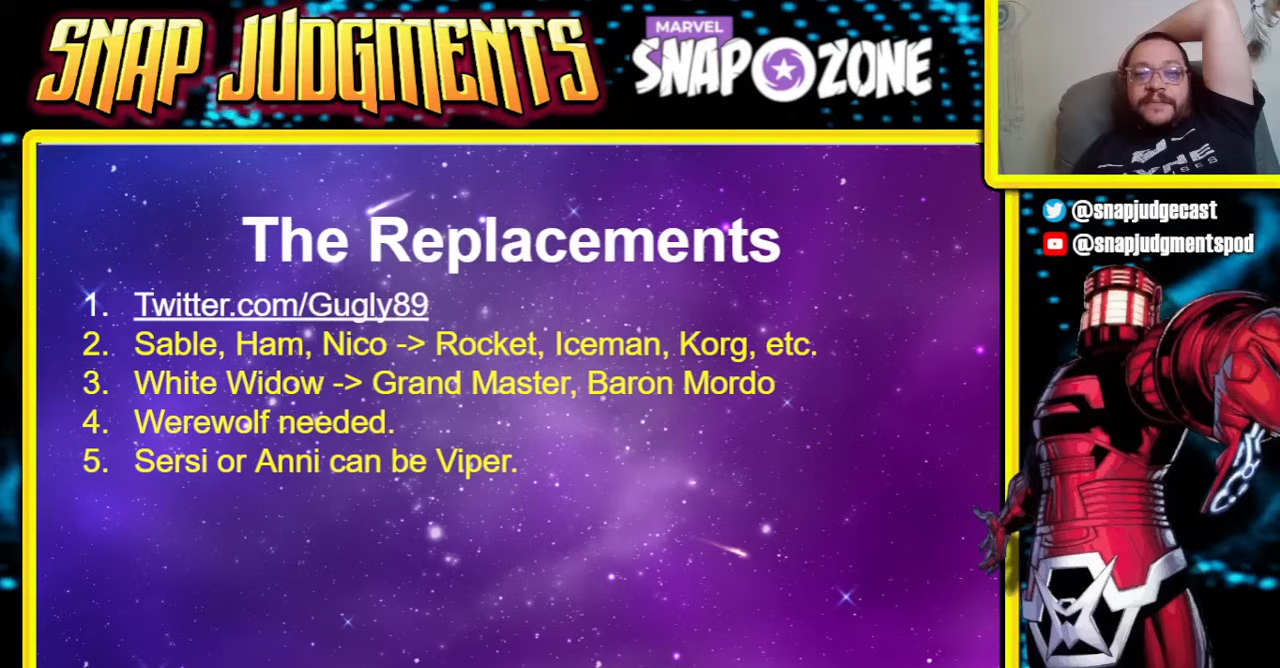 SNAP JUDGMENTS
MARVEL
SNAP ZONE
@snapjudgecast
@snapjudgmentspod
The Replacements
1. Twitter.com/Gugly89
2. Sable, Ham, Nico -> Rocket, Iceman, Korg, etc.
3. White Widow -> Grand Master, Baron Mordo
4. Werewolf needed.
5. Sersi or Anni can be Viper.